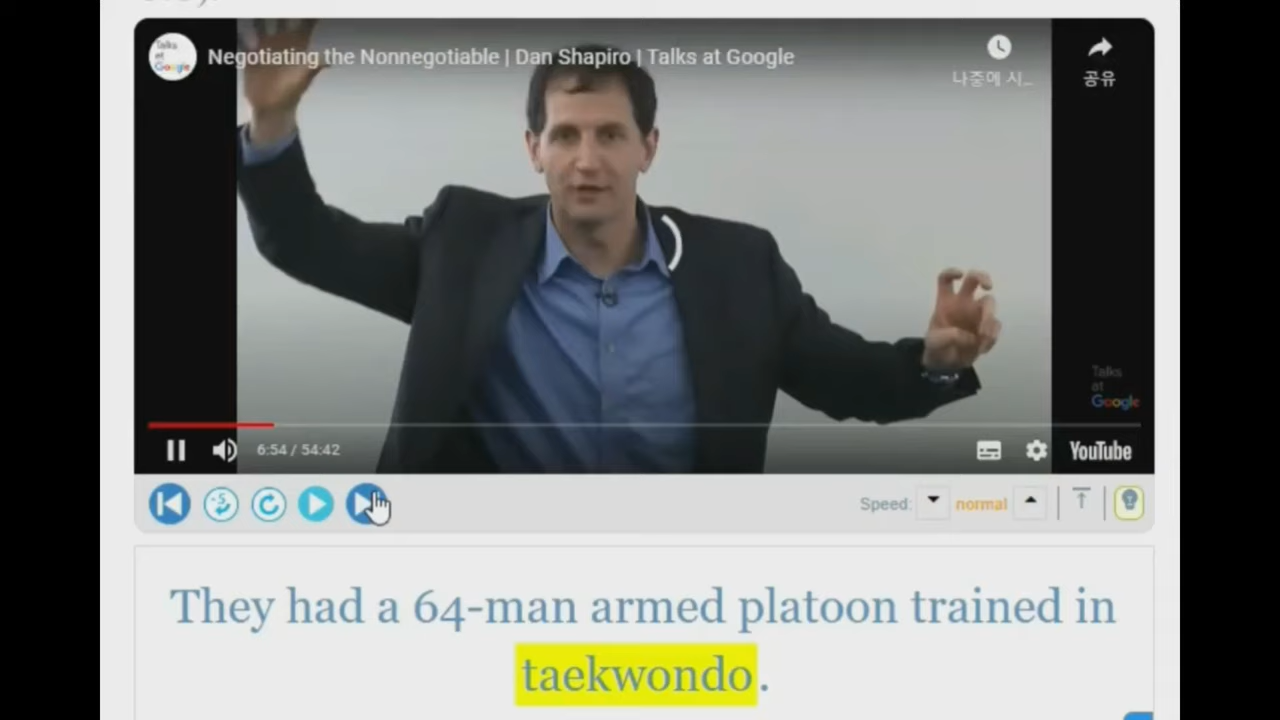 Talks at Google
Negotiating the Nonnegotiable | Dan Shapiro | Talks at Google
나중에 시...
공유
Talks
at
Google
6:54 / 54:42
YouTube
5
Speed:
normal
They had a 64-man armed platoon trained in
taekwondo.